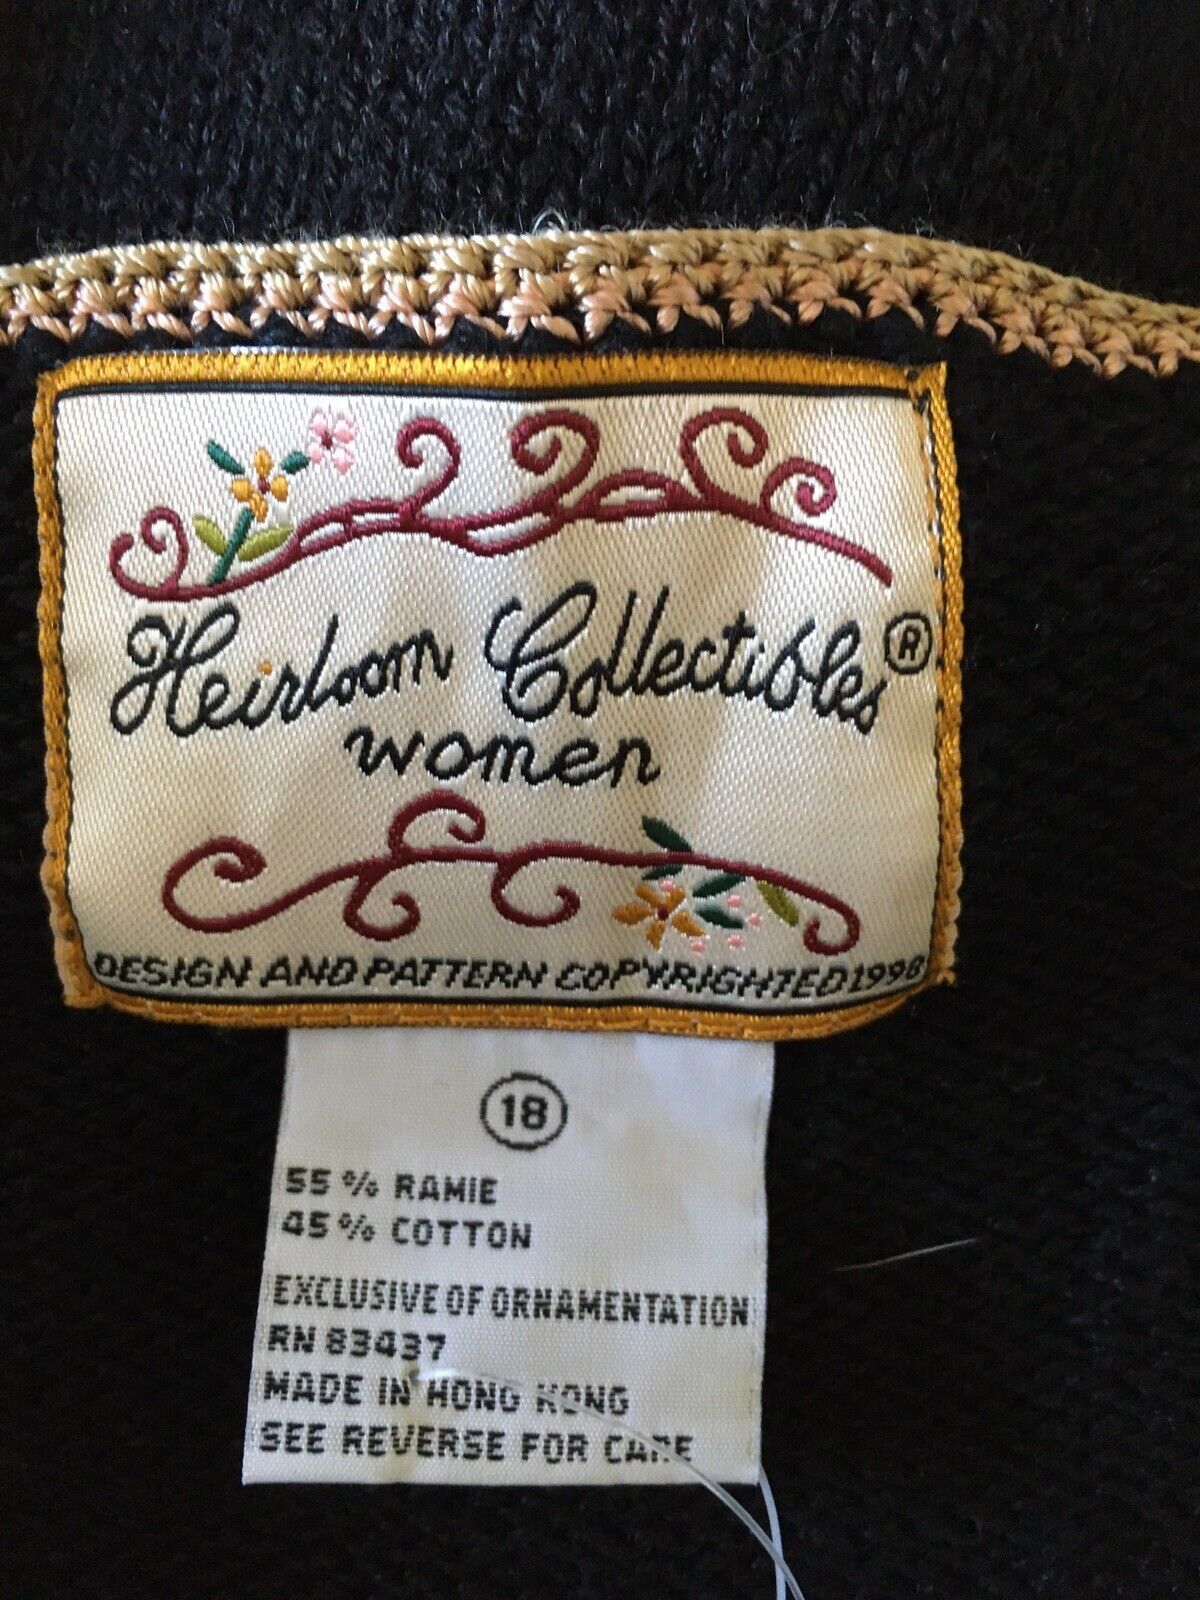 Heirloom Collectibles®
women
DESIGN AND PATTERN COPYRIGHTED 1998
18
55 % RAMIE
45 % COTTON
EXCLUSIVE OF ORNAMENTATION
RN 83437
MADE IN HONG KONG
SEE REVERSE FOR CARE